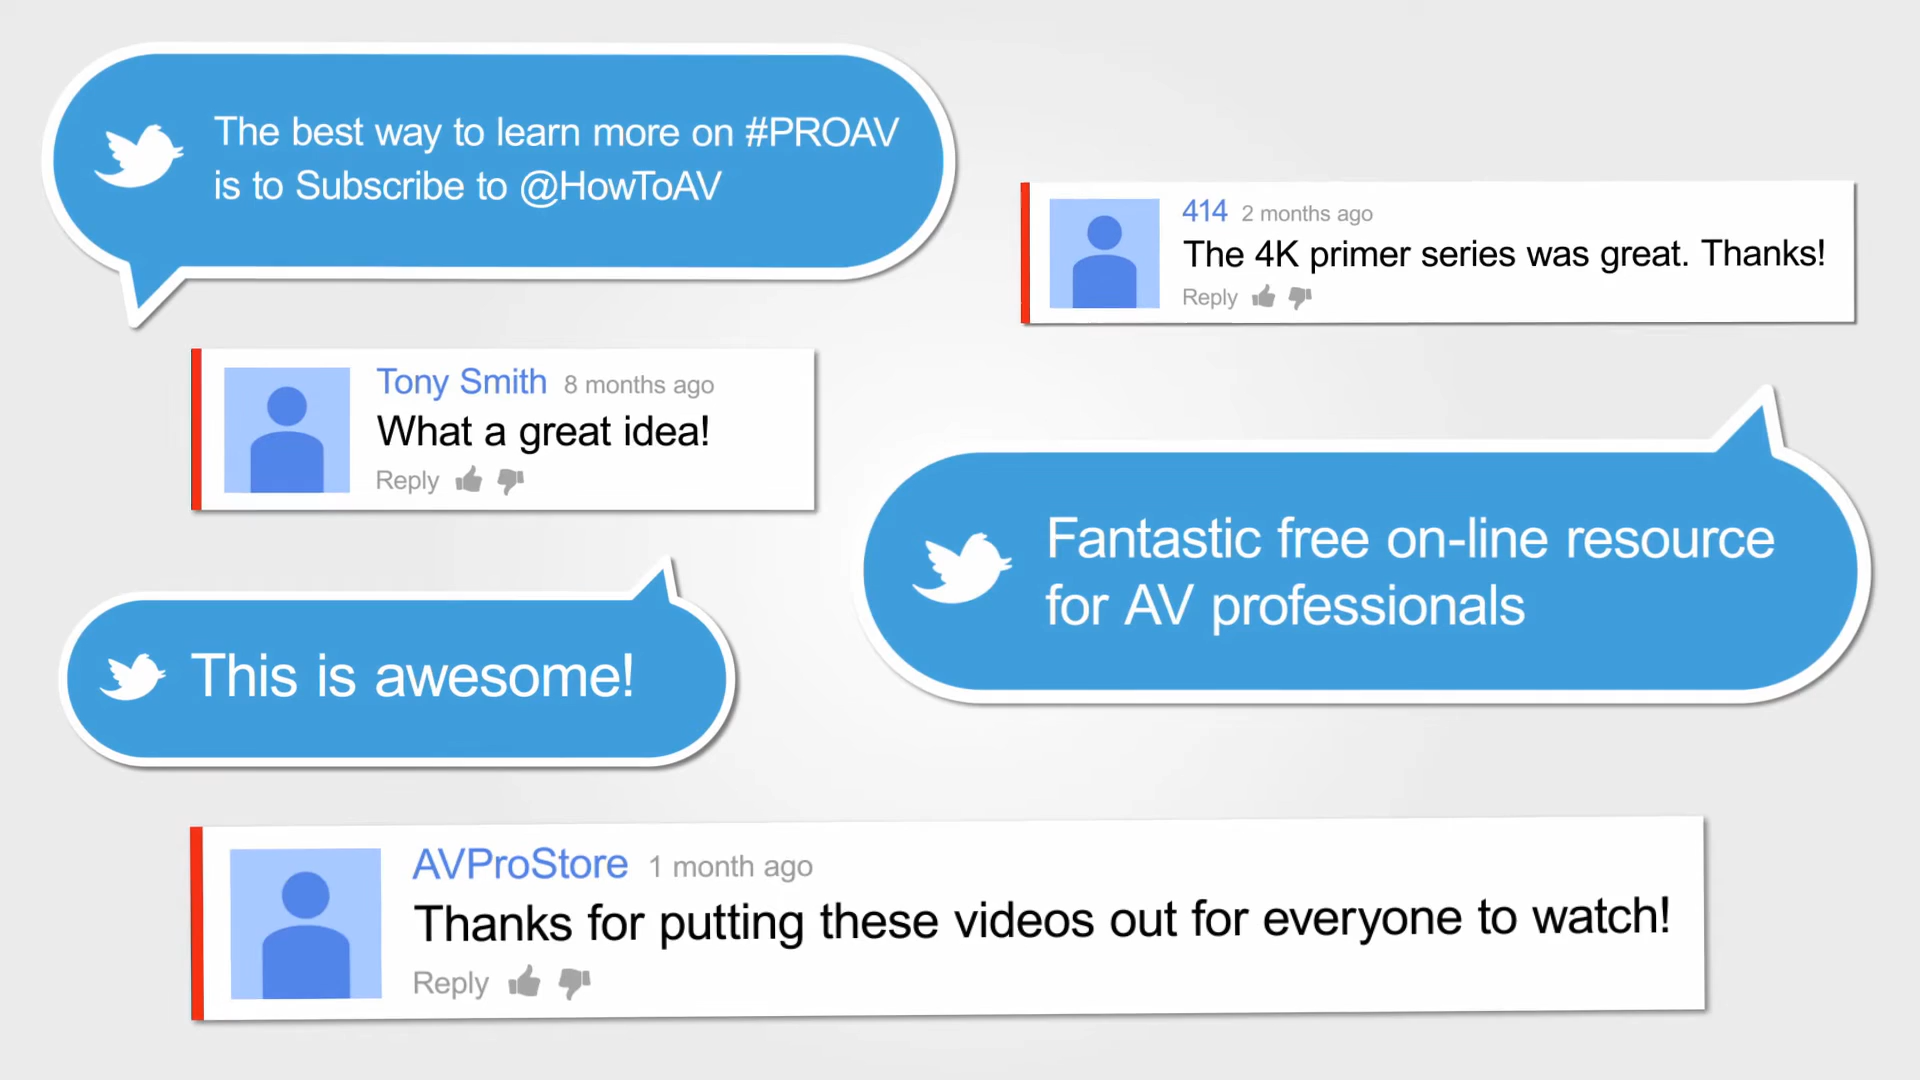 The best way to learn more on #PROAV
is to Subscribe to @HowToAV
414 2 months ago
The 4K primer series was great. Thanks!
Reply
Tony Smith 8 months ago
What a great idea!
Reply
Fantastic free on-line resource
for AV professionals
This is awesome!
AVProStore 1 month ago
Thanks for putting these videos out for everyone to watch!
Reply